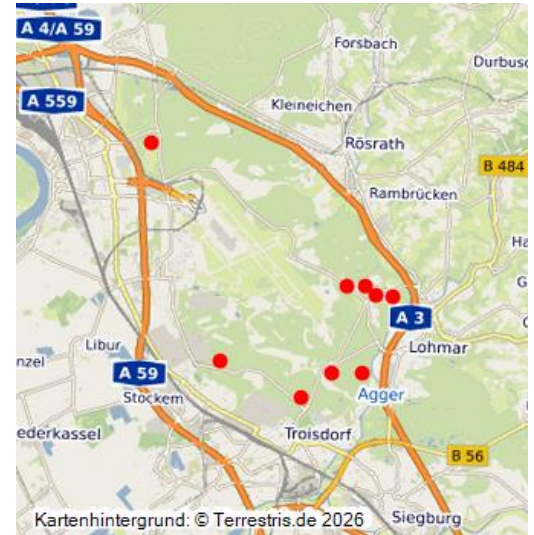 A 4/A 59
Forsbach
Durbusc
A 559
Kleineichen
Rösrath
B 484
Rambrücken
Ha
G
A 3
Libur
Lohmar
nzel
A 59
Stockem
Agger
ederkassel
Troisdorf
B 56
Siegburg
Kartenhintergrund: © Terrestris.de 2026